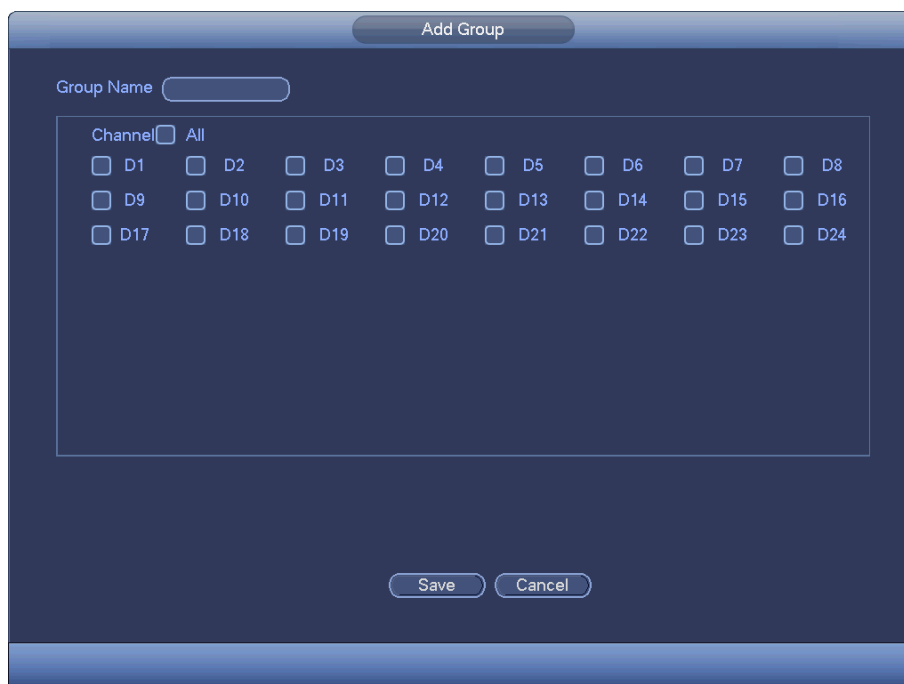 Add Group
Group Name
Channel All
D1 D2 D3 D4 D5 D6 D7 D8
D9 D10 D11 D12 D13 D14 D15 D16
D17 D18 D19 D20 D21 D22 D23 D24
Save Cancel